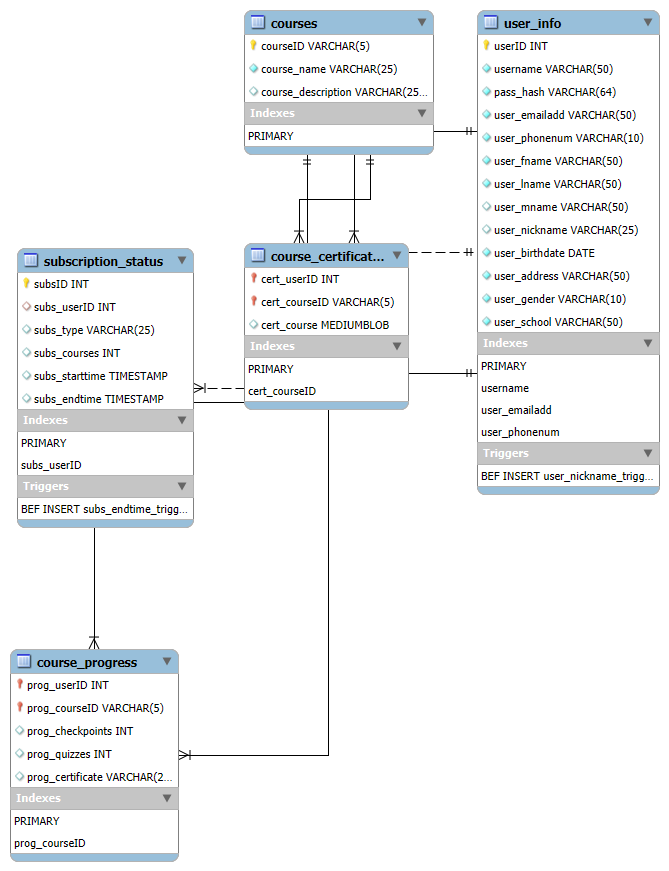 courses
courseID VARCHAR(5)
course_name VARCHAR(25)
course_description VARCHAR(25...
Indexes
PRIMARY
user_info
userID INT
username VARCHAR(50)
pass_hash VARCHAR(64)
user_emailadd VARCHAR(50)
user_phonenum VARCHAR(10)
user_fname VARCHAR(50)
user_lname VARCHAR(50)
user_mname VARCHAR(50)
user_nickname VARCHAR(25)
user_birthdate DATE
user_address VARCHAR(50)
user_gender VARCHAR(10)
user_school VARCHAR(50)
Indexes
PRIMARY
username
user_emailadd
user_phonenum
Triggers
BEF INSERT user_nickname_trigg...
course_certificat...
cert_userID INT
cert_courseID VARCHAR(5)
cert_course MEDIUMBLOB
Indexes
PRIMARY
cert_courseID
subscription_status
subsID INT
subs_userID INT
subs_type VARCHAR(25)
subs_courses INT
subs_starttime TIMESTAMP
subs_endtime TIMESTAMP
Indexes
PRIMARY
subs_userID
Triggers
BEF INSERT subs_endtime_trigg...
course_progress
prog_userID INT
prog_courseID VARCHAR(5)
prog_checkpoints INT
prog_quizzes INT
prog_certificate VARCHAR(2...
Indexes
PRIMARY
prog_courseID